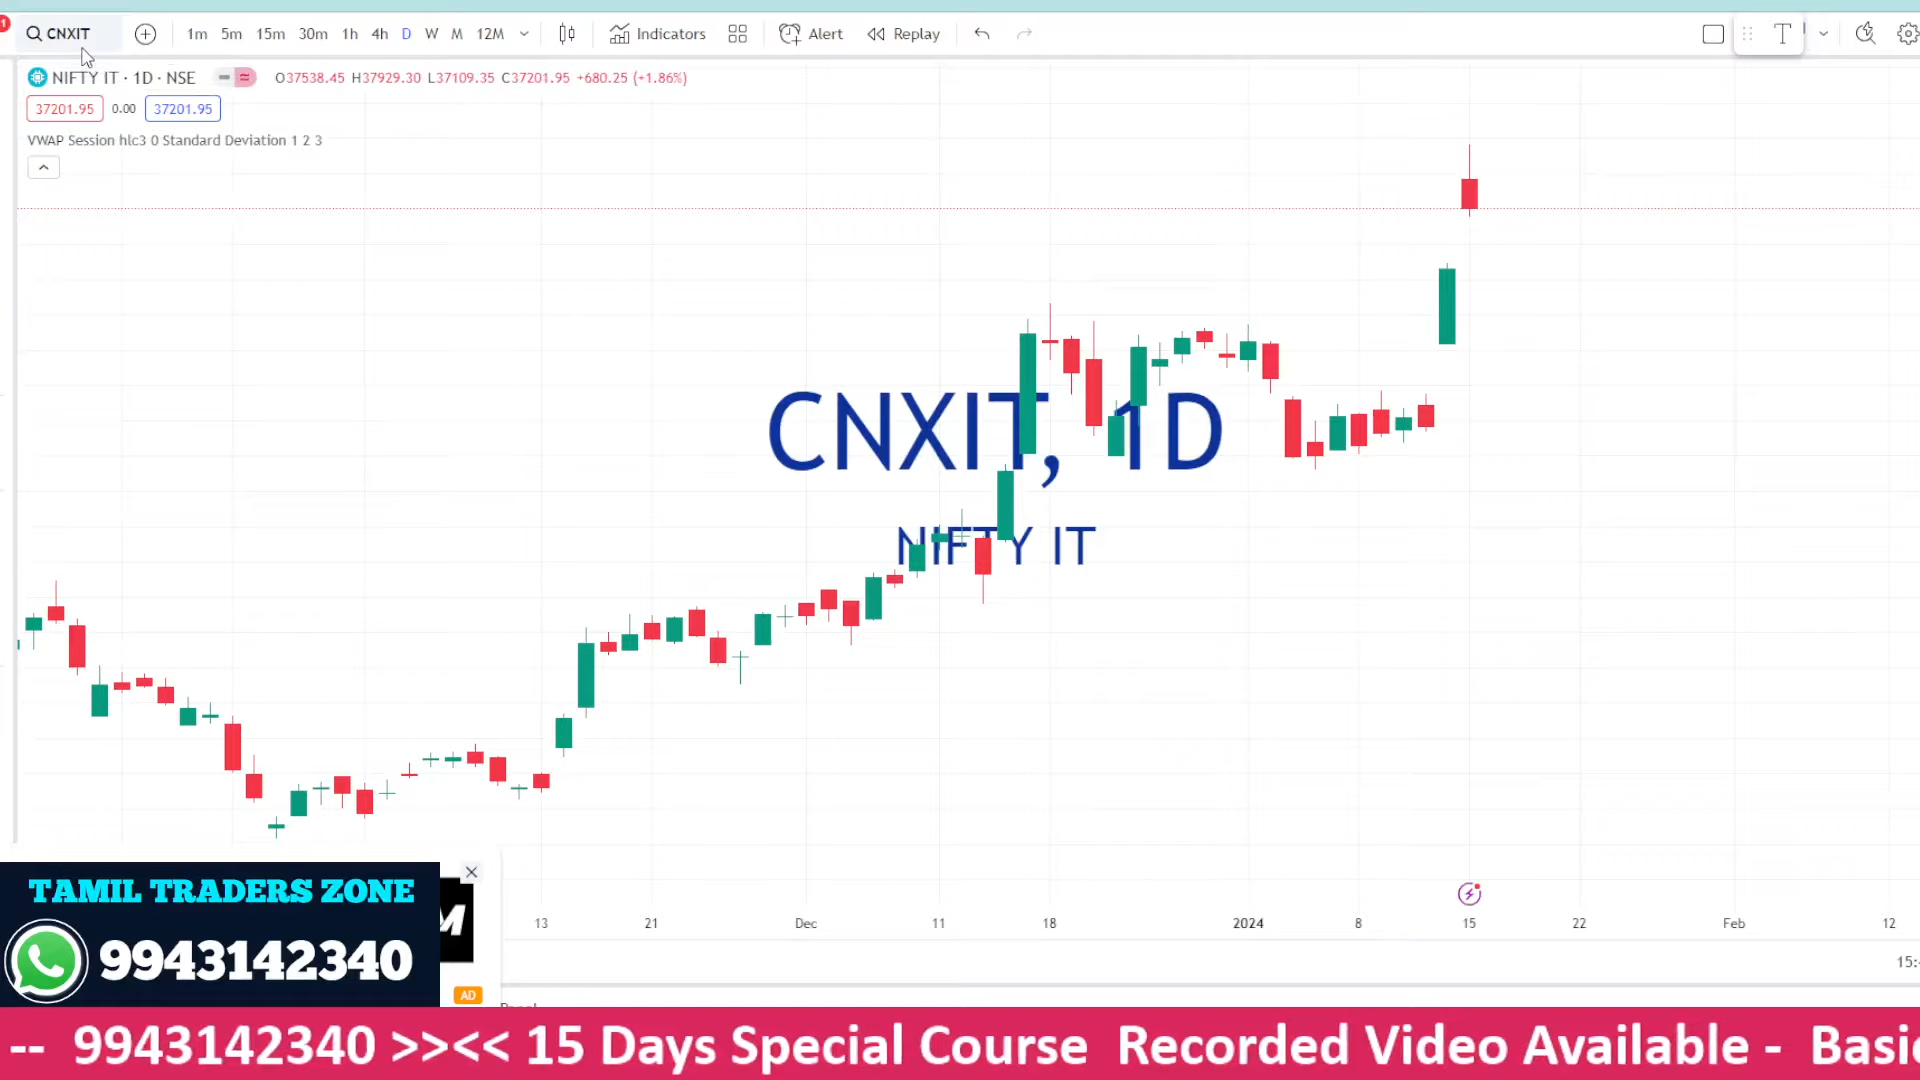 1
CNXIT
1m 5m 15m 30m 1h 4h D W M 12M Indicators Alert Replay T
NIFTY IT · 1D · NSE O37538.45 H37929.30 L37109.35 C37201.95 +680.25 (+1.86%)
37201.95 0.00 37201.95
VWAP Session hlc3 0 Standard Deviation 1 2 3
CNXIT, 1D
NIFTY IT
TAMIL TRADERS ZONE
9943142340
M
AD
13 21 Dec 11 18 2024 8 15 22 Feb 12
15:
-- 9943142340 >><< 15 Days Special Course Recorded Video Available - Basic